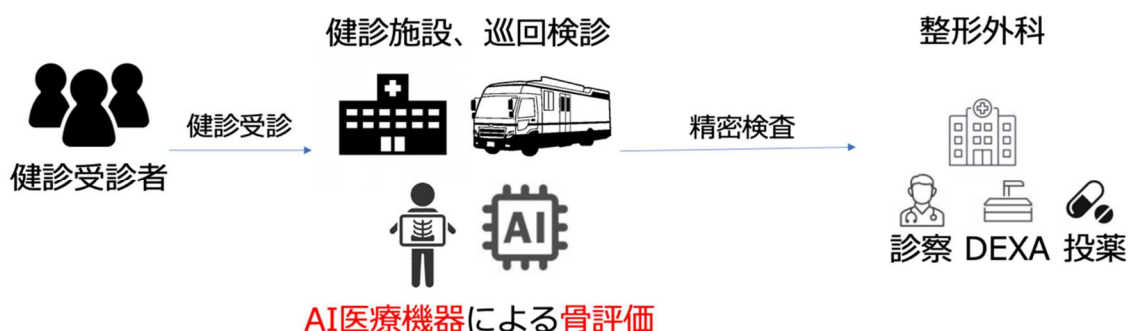 健診施設、巡回検診
整形外科
健診受診
精密検査
健診受診者
AI
診察 DEXA 投薬
AI医療機器による骨評価